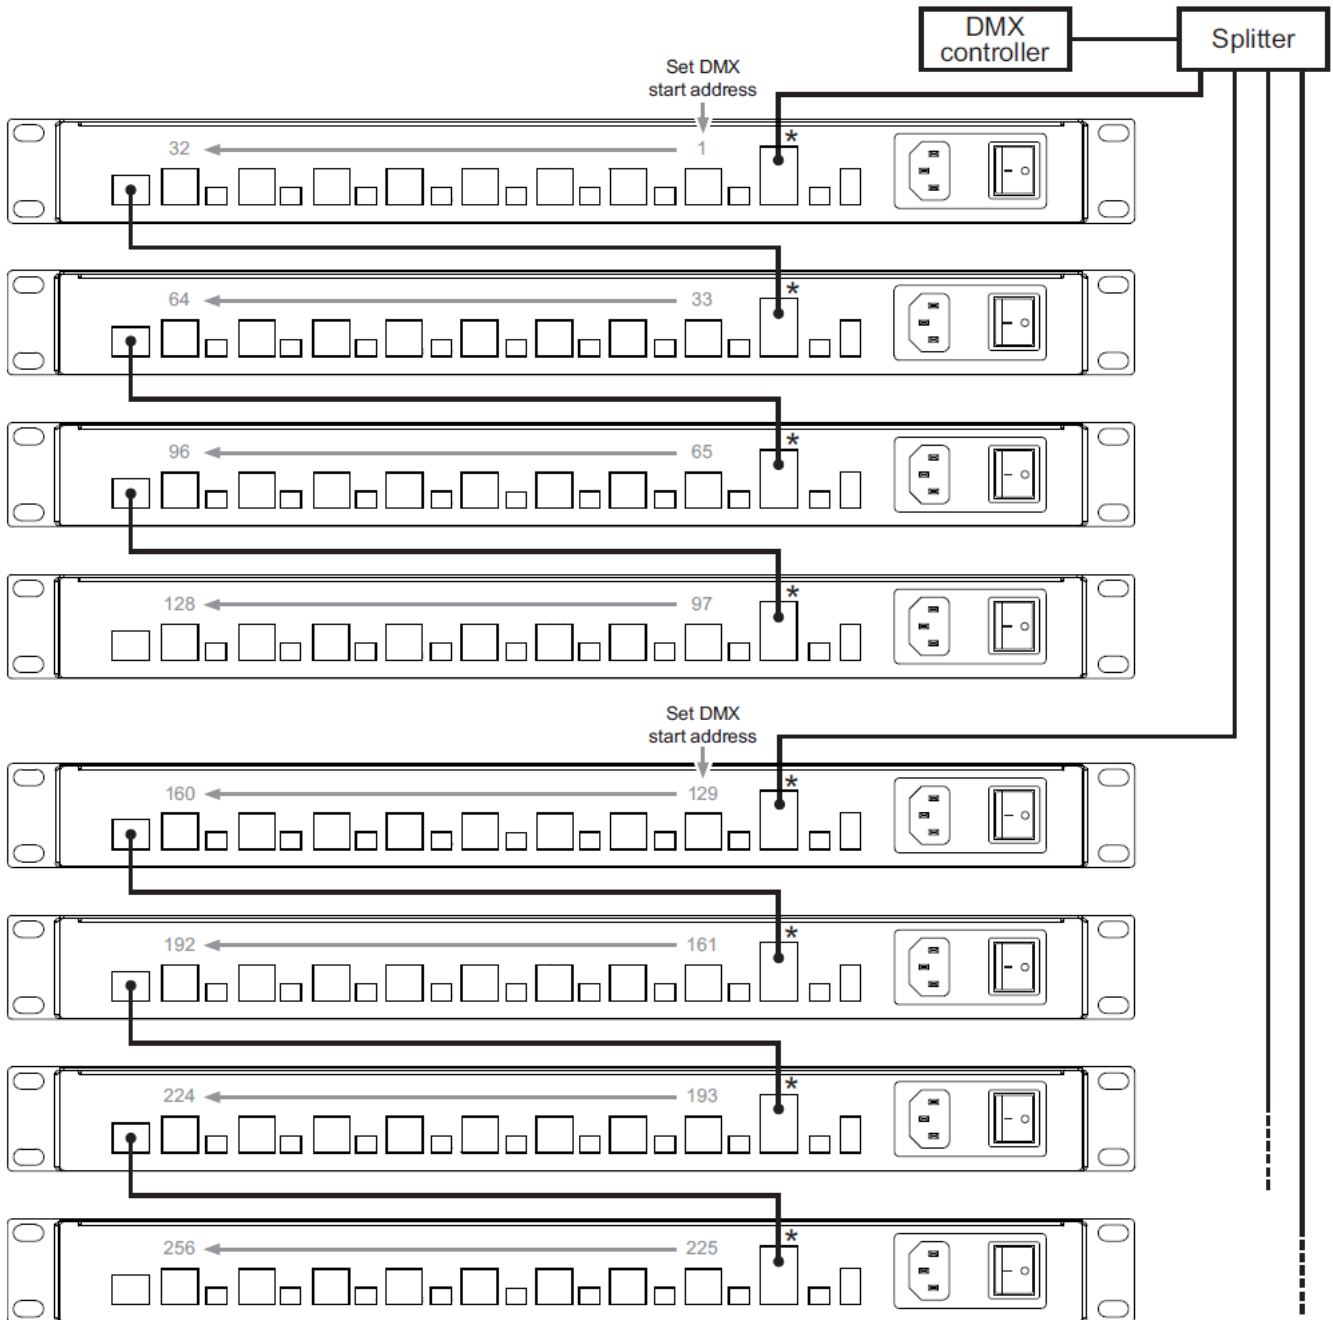 DMX
controller
Splitter
Set DMX
start address
32 1 *
64 33 *
96 65 *
128 97 *
Set DMX
start address
160 129 *
192 161 *
224 193 *
256 225 *